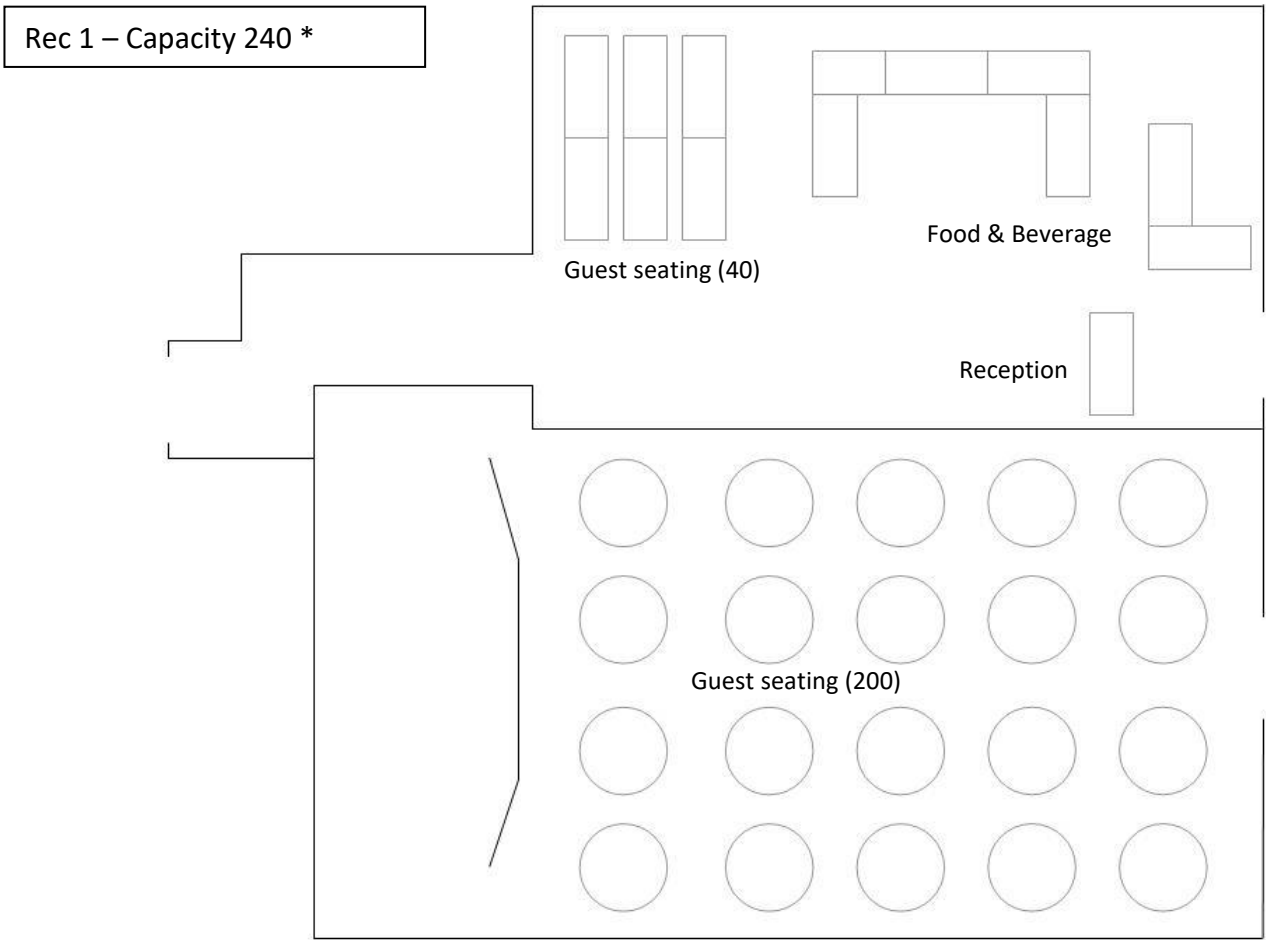 Rec 1 – Capacity 240 *
Food & Beverage
Guest seating (40)
Reception
Guest seating (200)